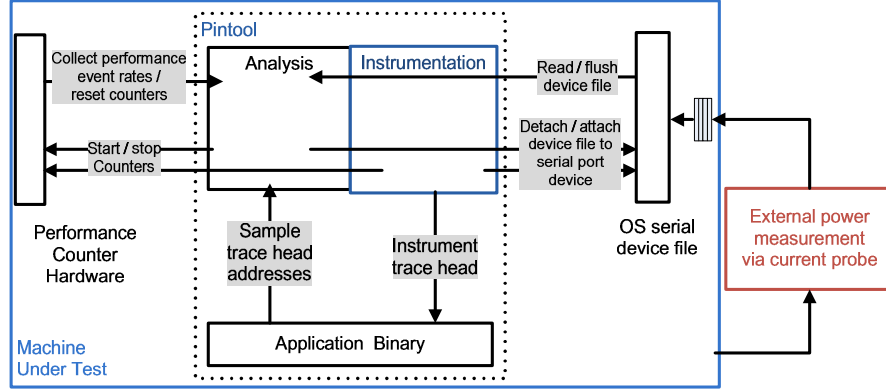 Pintool
Collect performance
event rates /
reset counters
Analysis
Instrumentation
Read / flush
device file
Start / stop
Counters
Detach / attach
device file to
serial port
device
Performance
Counter
Hardware
Sample
trace head
addresses
Instrument
trace head
OS serial
device file
External power
measurement
via current probe
Application Binary
Machine
Under Test